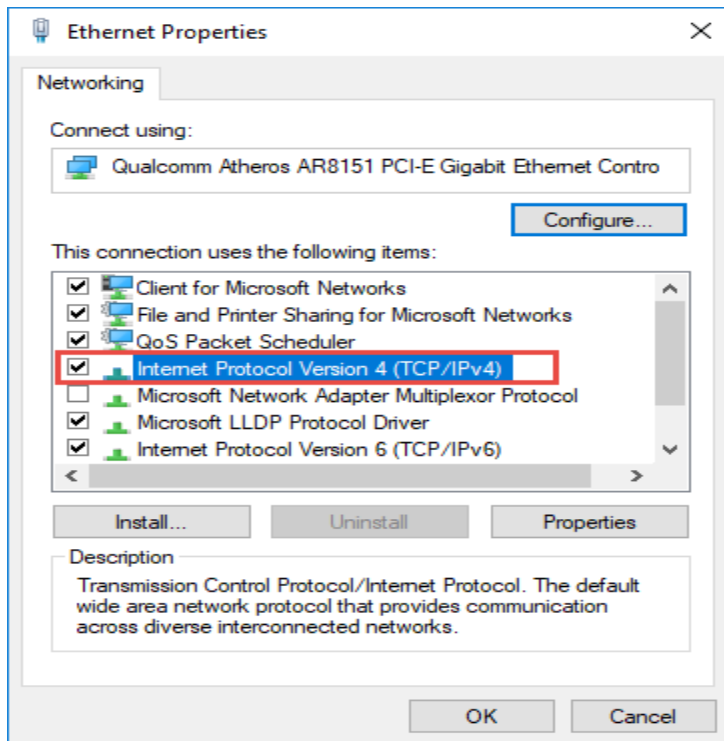 Ethernet Properties
Networking
Connect using:
Qualcomm Atheros AR8151 PCI-E Gigabit Ethernet Contro
Configure...
This connection uses the following items:
Client for Microsoft Networks
File and Printer Sharing for Microsoft Networks
QoS Packet Scheduler
Internet Protocol Version 4 (TCP/IPv4)
Microsoft Network Adapter Multiplexor Protocol
Microsoft LLDP Protocol Driver
Internet Protocol Version 6 (TCP/IPv6)
Install... Uninstall Properties
Description
Transmission Control Protocol/Internet Protocol. The default
wide area network protocol that provides communication
across diverse interconnected networks.
OK Cancel